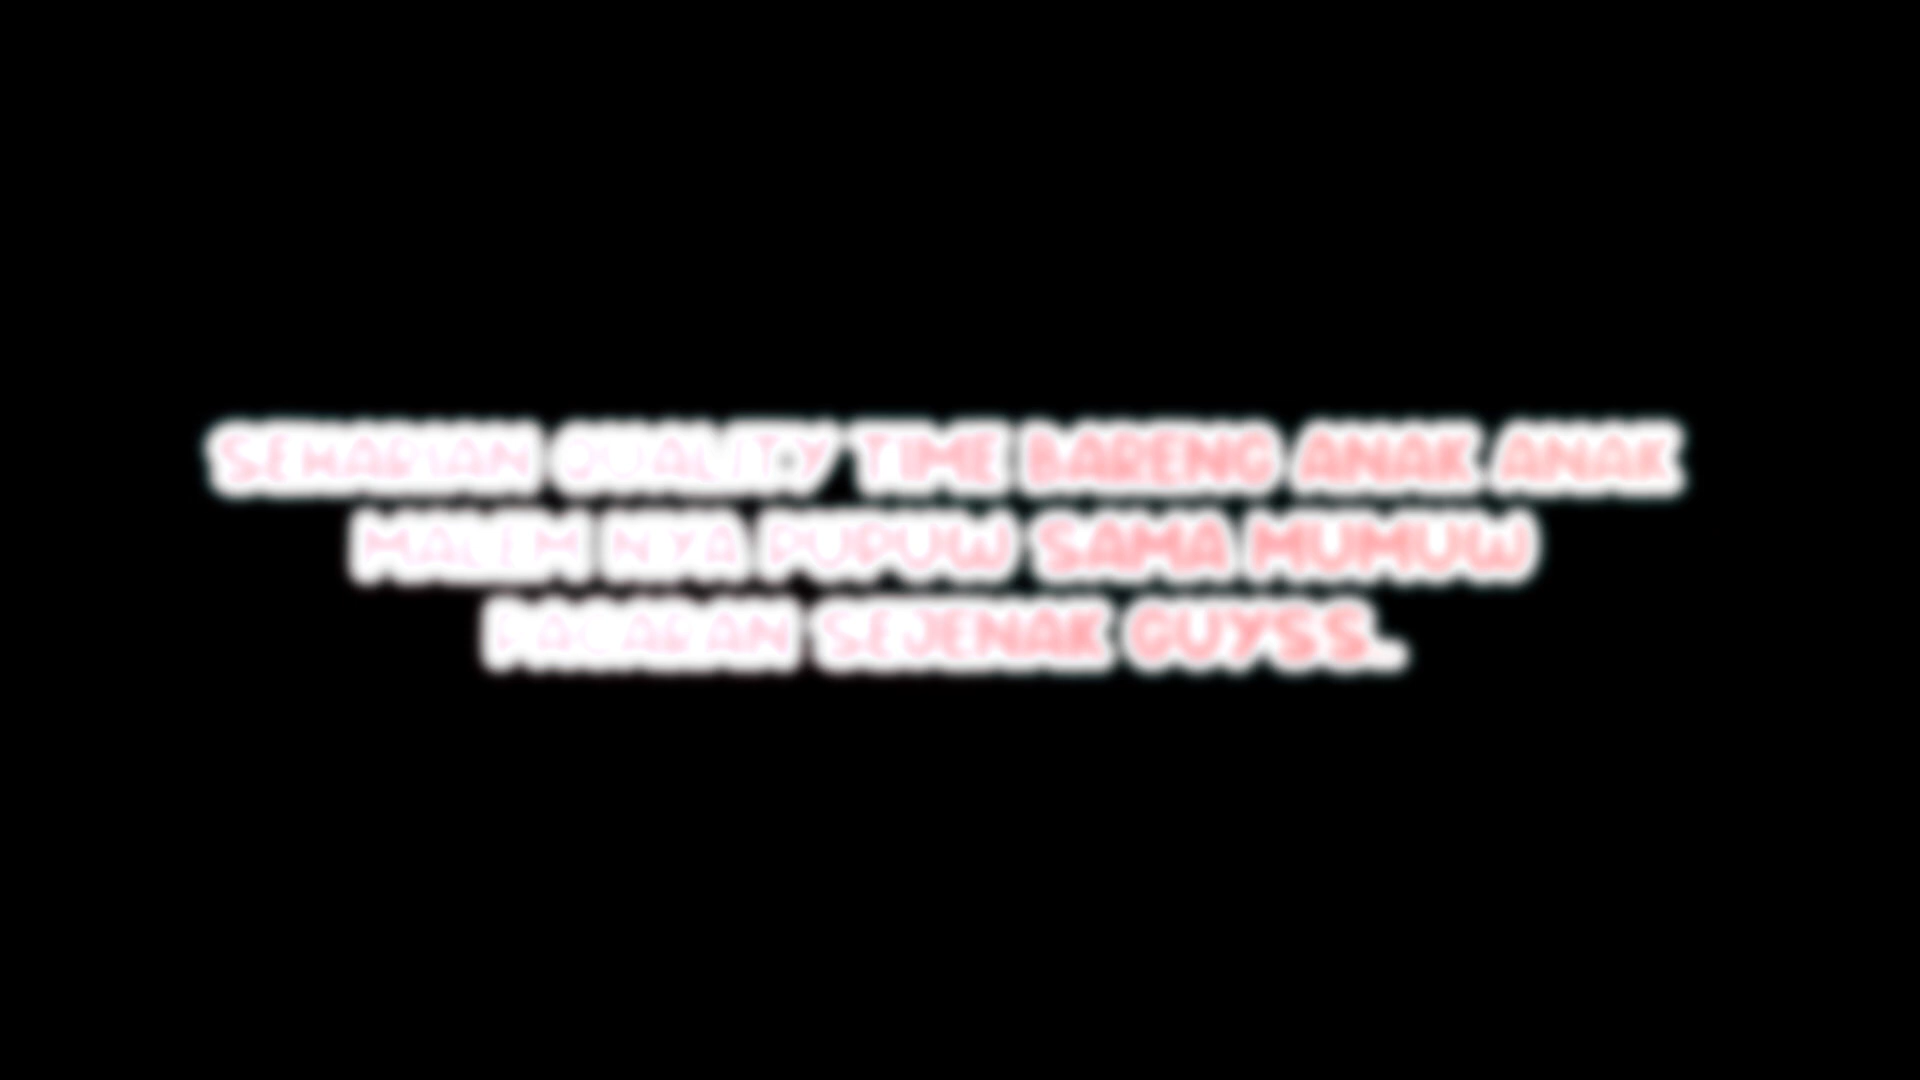 SEHARIAN QUALITY TIME BARENG ANAK ANAK
MALEM NYA PUPUW SAMA MUMUW
PACARAN SEJENAK GUYSS..